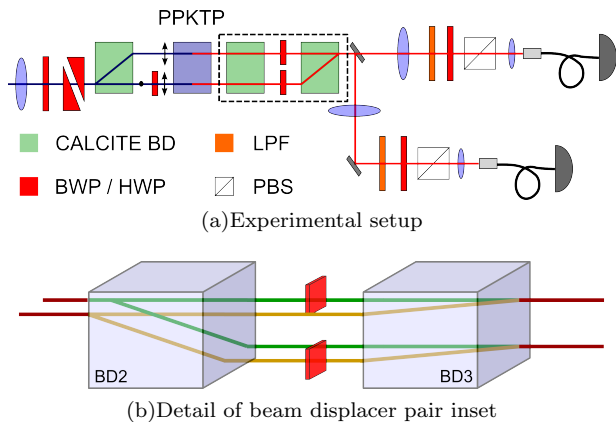 PPKTP
CALCITE BD
LPF
BWP / HWP
PBS
(a)Experimental setup
BD2
BD3
(b)Detail of beam displacer pair inset